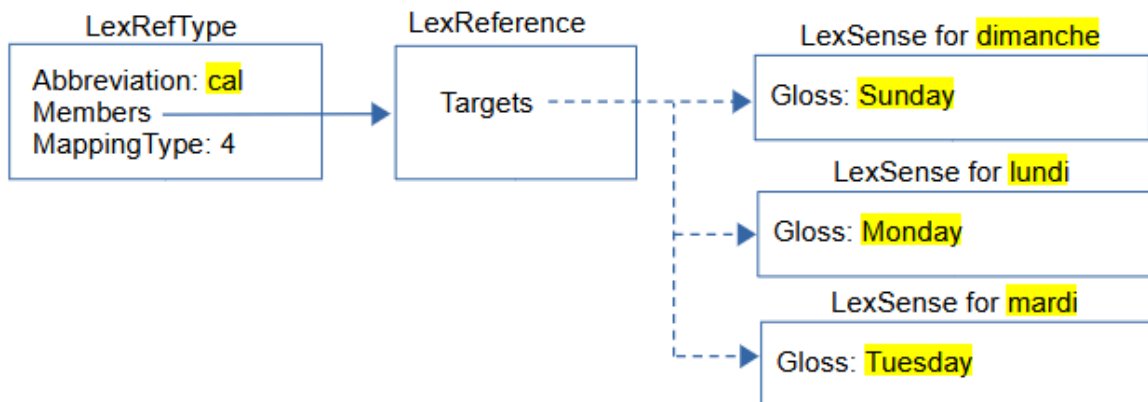 LexRefType
Abbreviation: cal
Members
MappingType: 4
LexReference
Targets
LexSense for dimanche
Gloss: Sunday
LexSense for lundi
Gloss: Monday
LexSense for mardi
Gloss: Tuesday